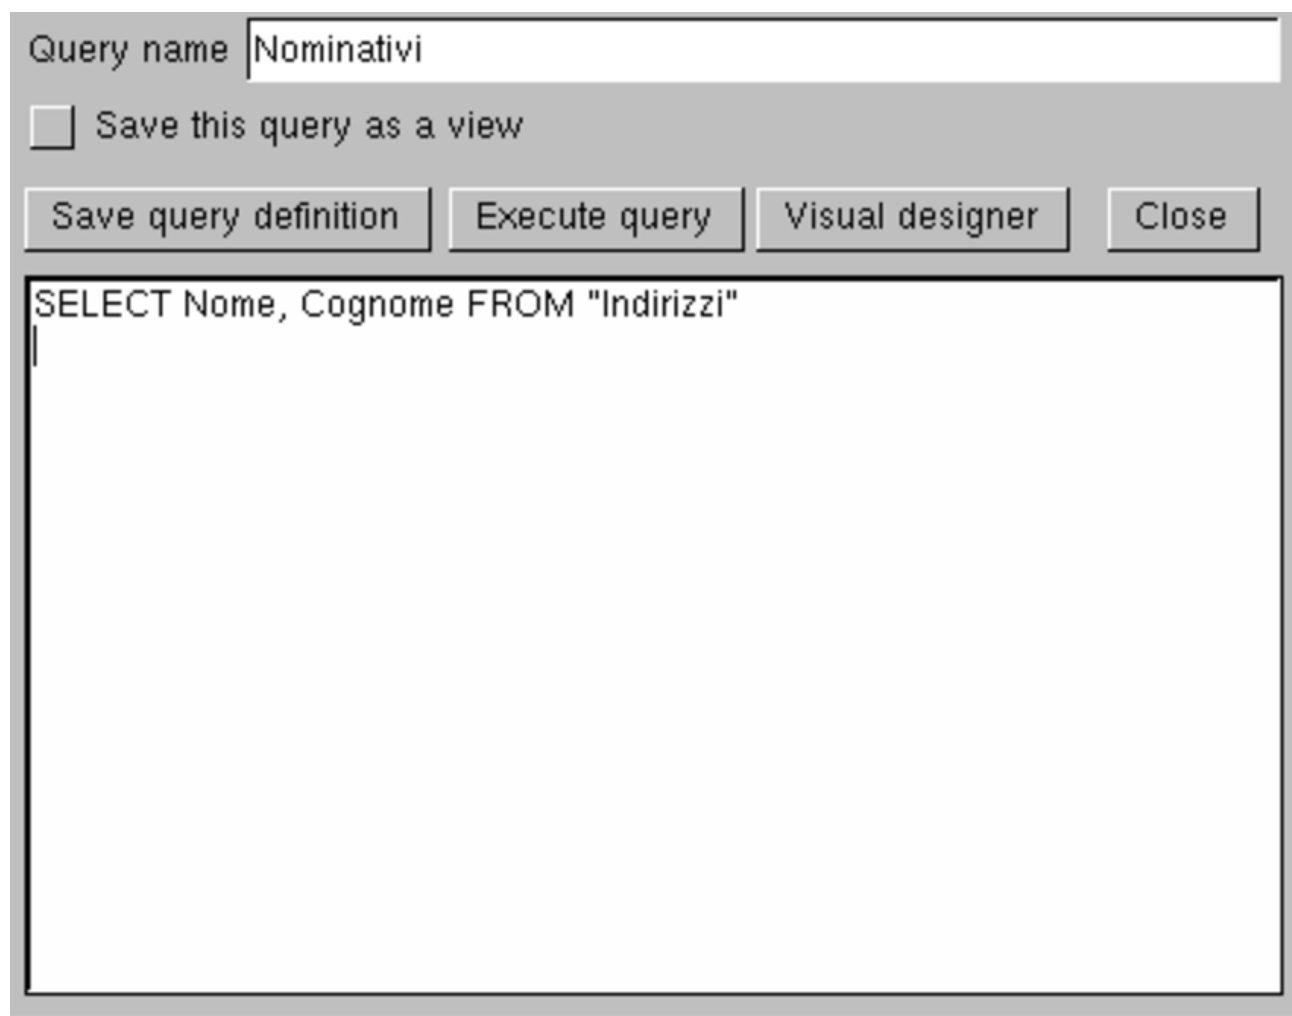 Query name Nominativi
Save this query as a view
Save query definition Execute query Visual designer Close
SELECT Nome, Cognome FROM "Indirizzi"